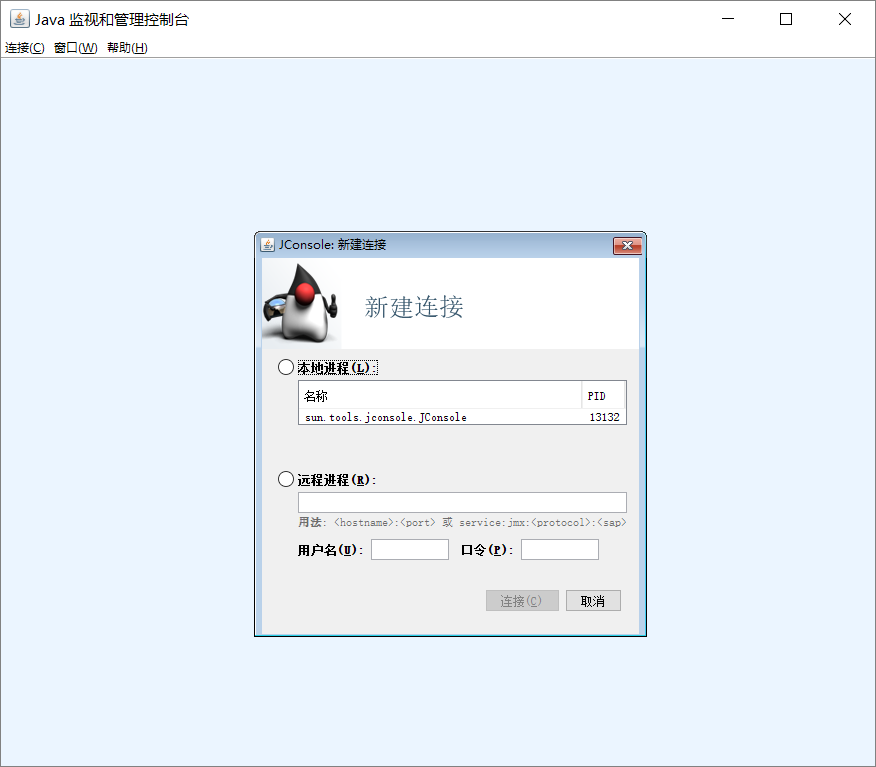 Java 监视和管理控制台
连接(C) 窗口(W) 帮助(H)
JConsole: 新建连接
新建连接
本地进程(L):
名称 PID
sun.tools.jconsole.JConsole 13132
远程进程(R):
用法: <hostname>:<port> 或 service:jmx:<protocol>:<sap>
用户名(U): 口令(P):
连接(C) 取消